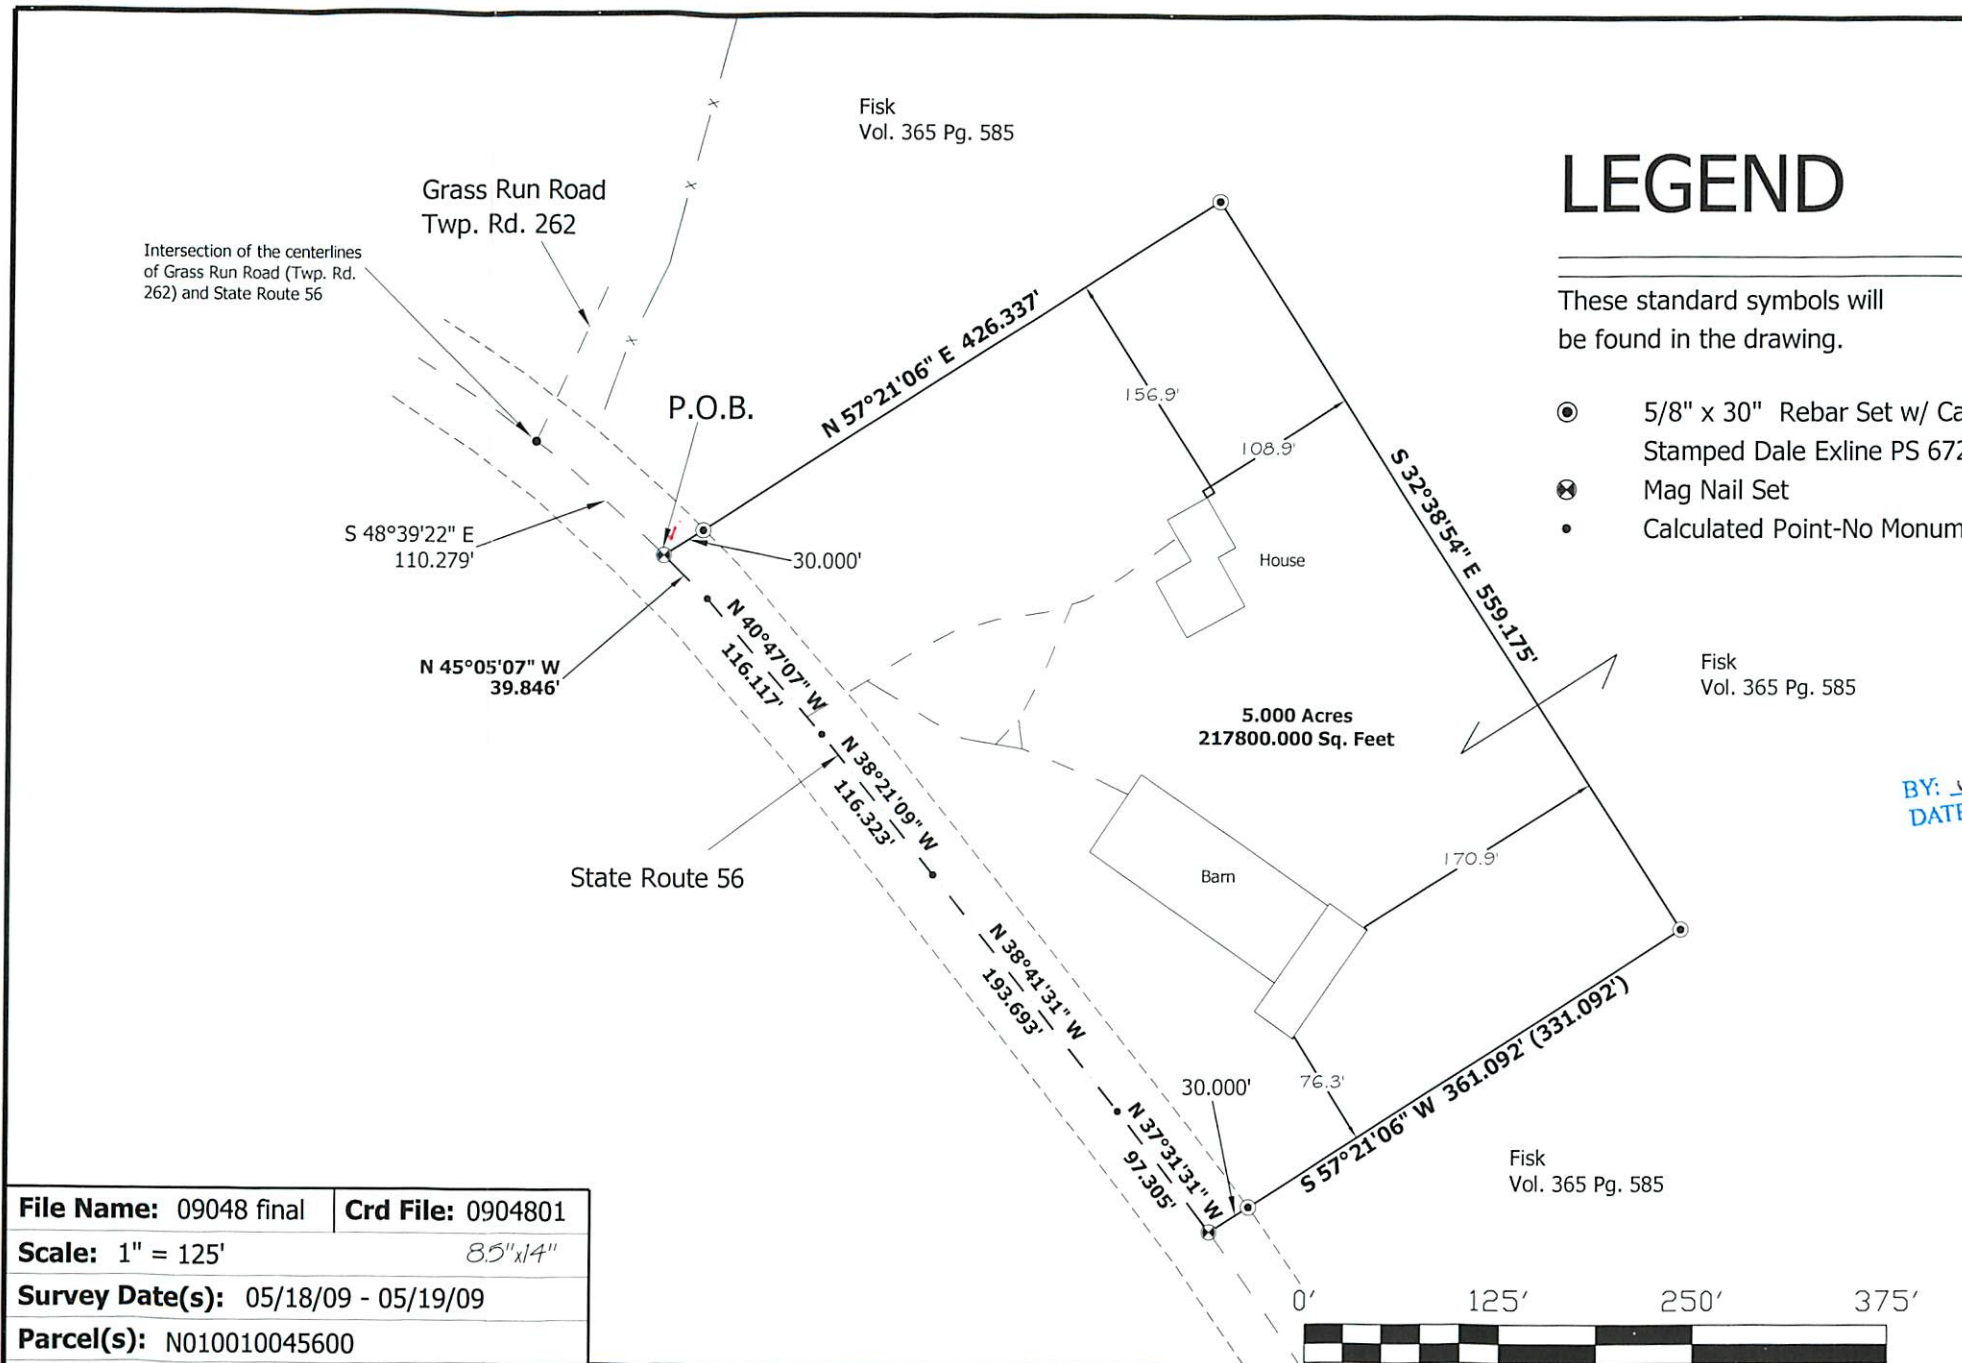 Fisk
Vol. 365 Pg. 585
LEGEND
Grass Run Road
Twp. Rd. 262
Intersection of the centerlines
of Grass Run Road (Twp. Rd.
262) and State Route 56
These standard symbols will
be found in the drawing.
N 57°21'06" E 426.337'
156.9'
108.9'
P.O.B.
5/8" x 30" Rebar Set w/
Stamped Dale Exline PS
Mag Nail Set
Calculated Point-No
S 32°38'54" E 559.175'
S 48°39'22" E
110.279'
30.000'
House
N 45°05'07" W
39.846'
N 40°47'07" W
116.117'
Fisk
Vol. 365 Pg. 585
5.000 Acres
217800.000 Sq. Feet
N 38°21'09" W
116.323'
BY:
State Route 56
170.9'
Barn
N 38°41'31" W
193.693'
S 57°21'06" W 361.092' (331.092')
76.3'
30.000'
N 37°31'31" W
97.305'
Fisk
Vol. 365 Pg. 585
File Name: 09048 final Crd File: 0904801
Scale: 1" = 125' 8.5"x14"
Survey Date(s): 05/18/09 - 05/19/09
Parcel(s): N010010045600
0' 125' 250' 375'